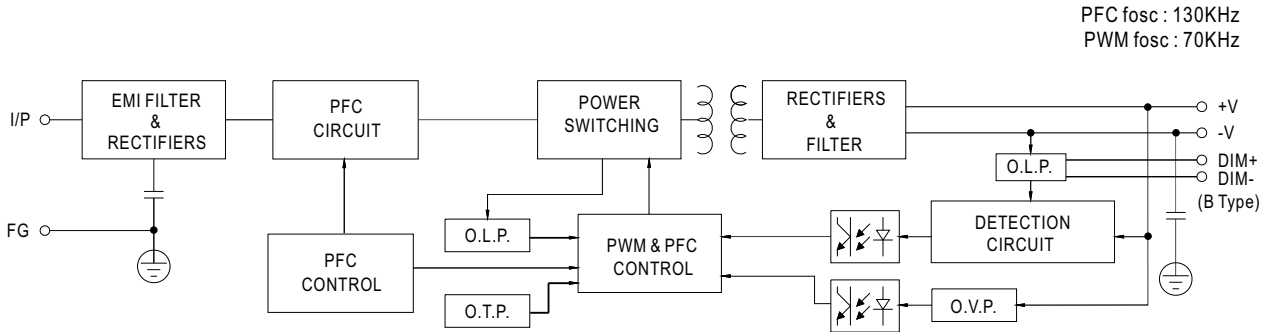 PFC fosc : 130KHz
PWM fosc : 70KHz
I/P
EMI FILTER
&
RECTIFIERS
PFC
CIRCUIT
POWER
SWITCHING
RECTIFIERS
&
FILTER
+V
-V
DIM+
DIM-
(B Type)
O.L.P.
FG
O.L.P.
DETECTION
CIRCUIT
PFC
CONTROL
PWM & PFC
CONTROL
O.T.P.
O.V.P.